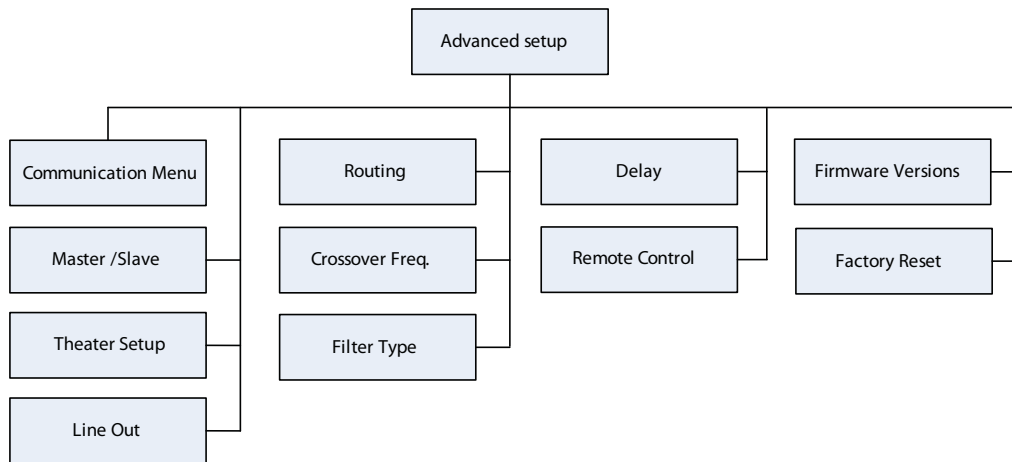 Advanced setup
Communication Menu
Master /Slave
Theater Setup
Line Out
Routing
Crossover Freq.
Filter Type
Delay
Remote Control
Firmware Versions
Factory Reset